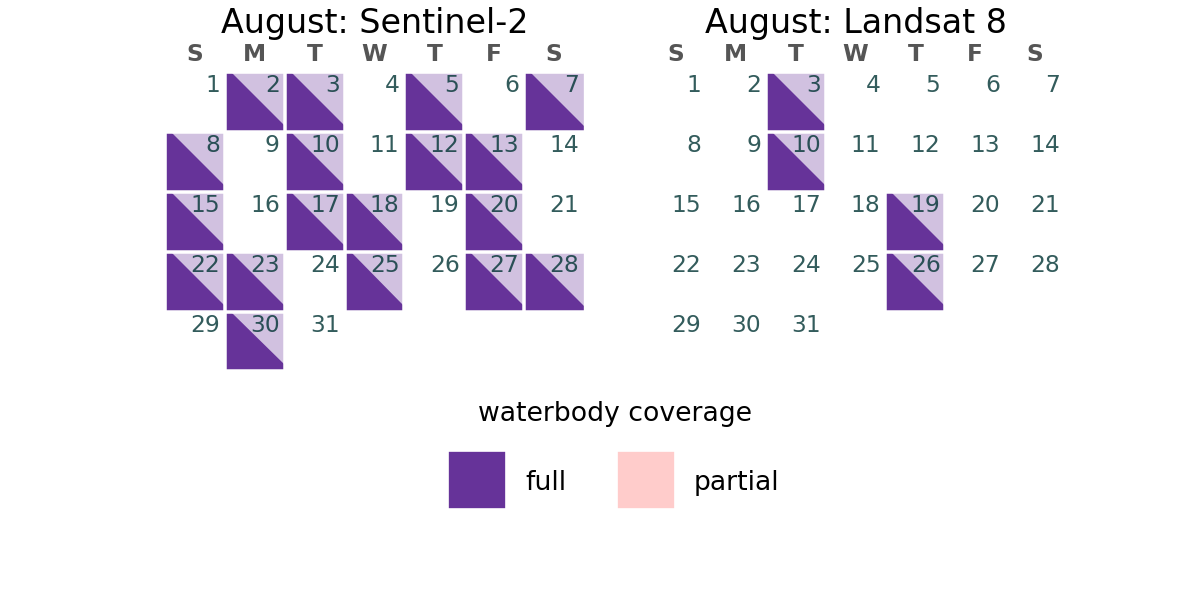 August: Sentinel-2
S M T W T F S
1 2 3 4 5 6 7
8 9 10 11 12 13 14
15 16 17 18 19 20 21
22 23 24 25 26 27 28
29 30 31
August: Landsat 8
S M T W T F S
1 2 3 4 5 6 7
8 9 10 11 12 13 14
15 16 17 18 19 20 21
22 23 24 25 26 27 28
29 30 31
waterbody coverage
full partial